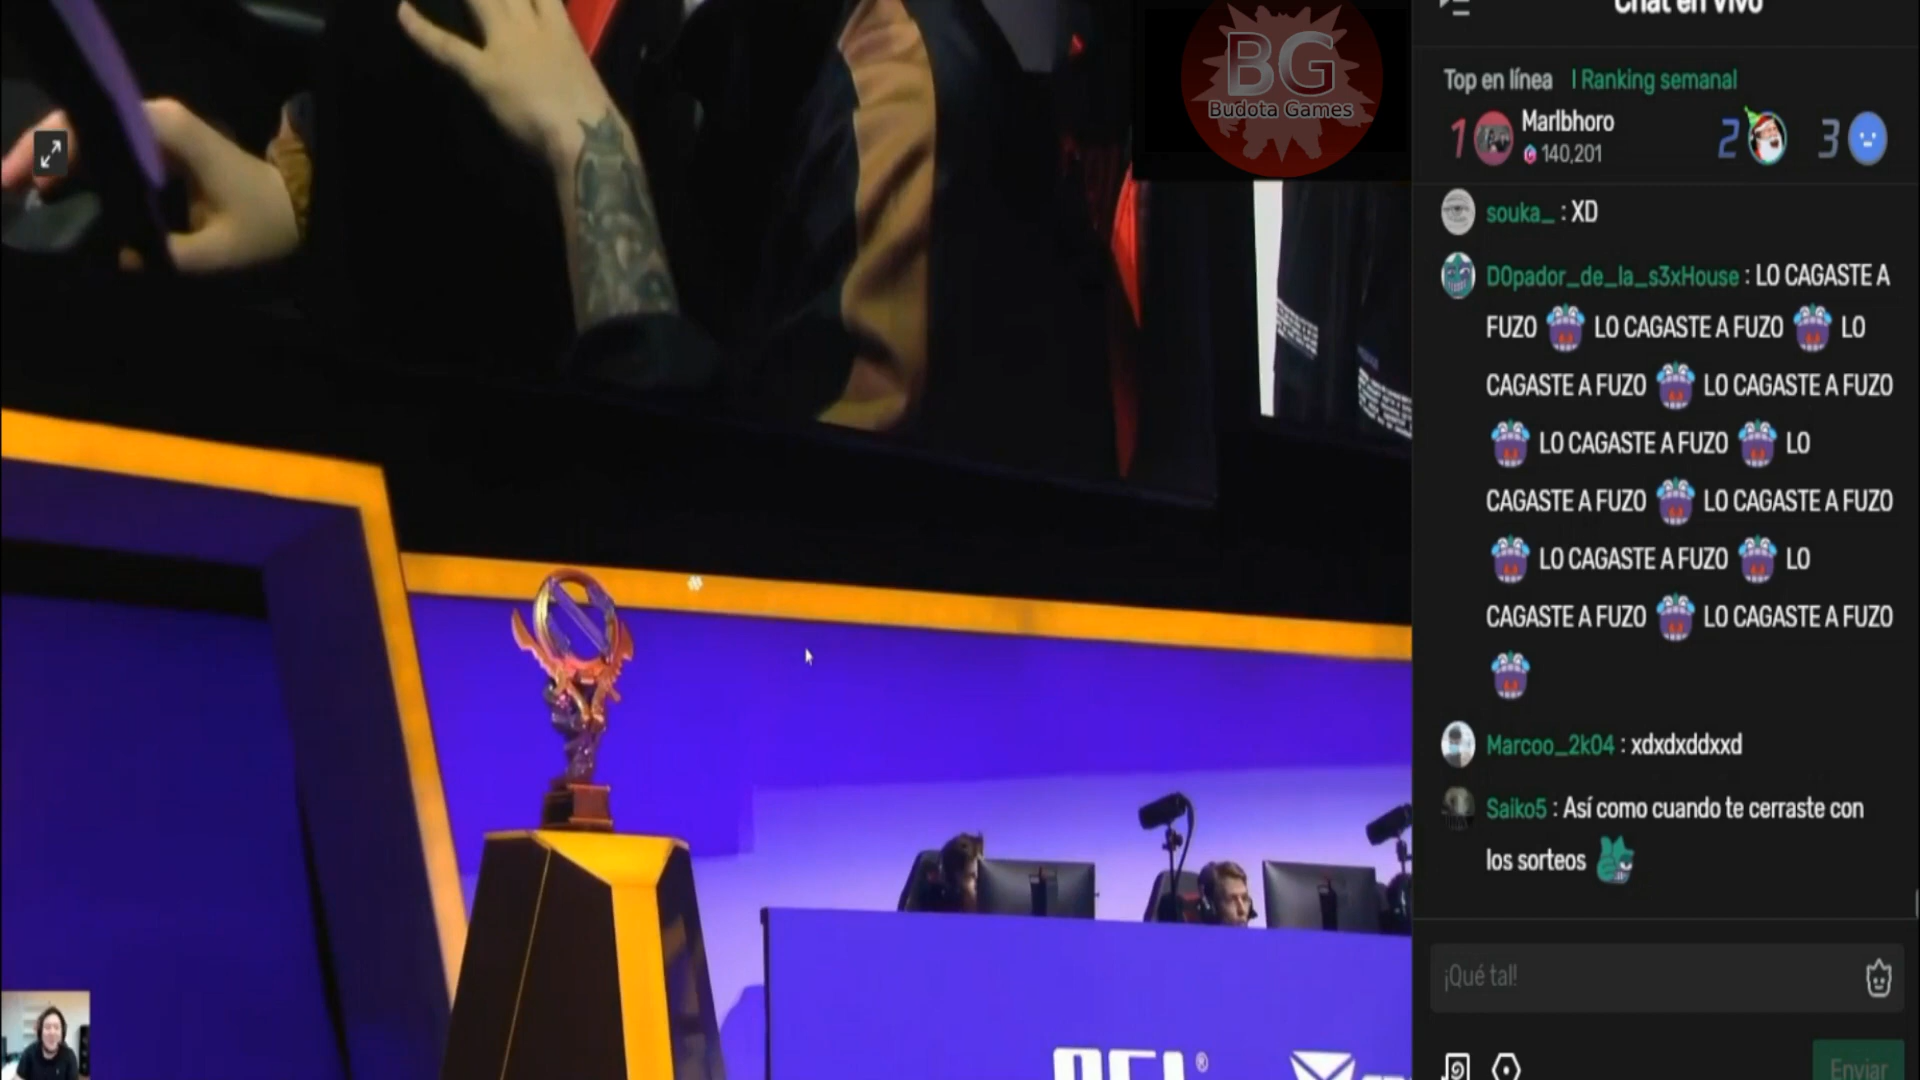 BG
Budota Games
Chat en vivo
Top en línea | Ranking semanal
1 Marlbhoro 2 3
140,201
souka_ : XD
D0pador_de_la_s3xHouse : LO CAGASTE A
FUZO LO CAGASTE A FUZO LO
CAGASTE A FUZO LO CAGASTE A FUZO
LO CAGASTE A FUZO LO
CAGASTE A FUZO LO CAGASTE A FUZO
LO CAGASTE A FUZO LO
CAGASTE A FUZO LO CAGASTE A FUZO
Marcoo_2k04 : xdxdxddxxd
Saiko5 : Así como cuando te cerraste con
los sorteos
¡Qué tal!
Enviar